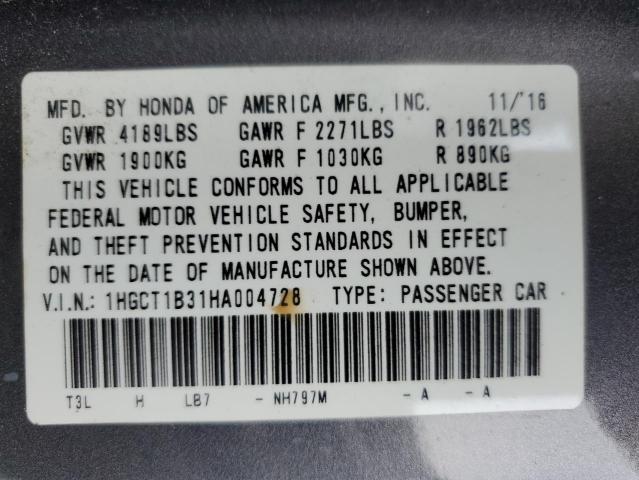 MFD. BY HONDA OF AMERICA MFG., INC. 11/'16
GVWR 4189LBS GAWR F 2271LBS R 1962LBS
GVWR 1900KG GAWR F 1030KG R 890KG
THIS VEHICLE CONFORMS TO ALL APPLICABLE
FEDERAL MOTOR VEHICLE SAFETY, BUMPER,
AND THEFT PREVENTION STANDARDS IN EFFECT
ON THE DATE OF MANUFACTURE SHOWN ABOVE.
V.I.N.: 1HGCT1B31HA004728 TYPE: PASSENGER CAR
T3L H LB7 - NH797M - A - A